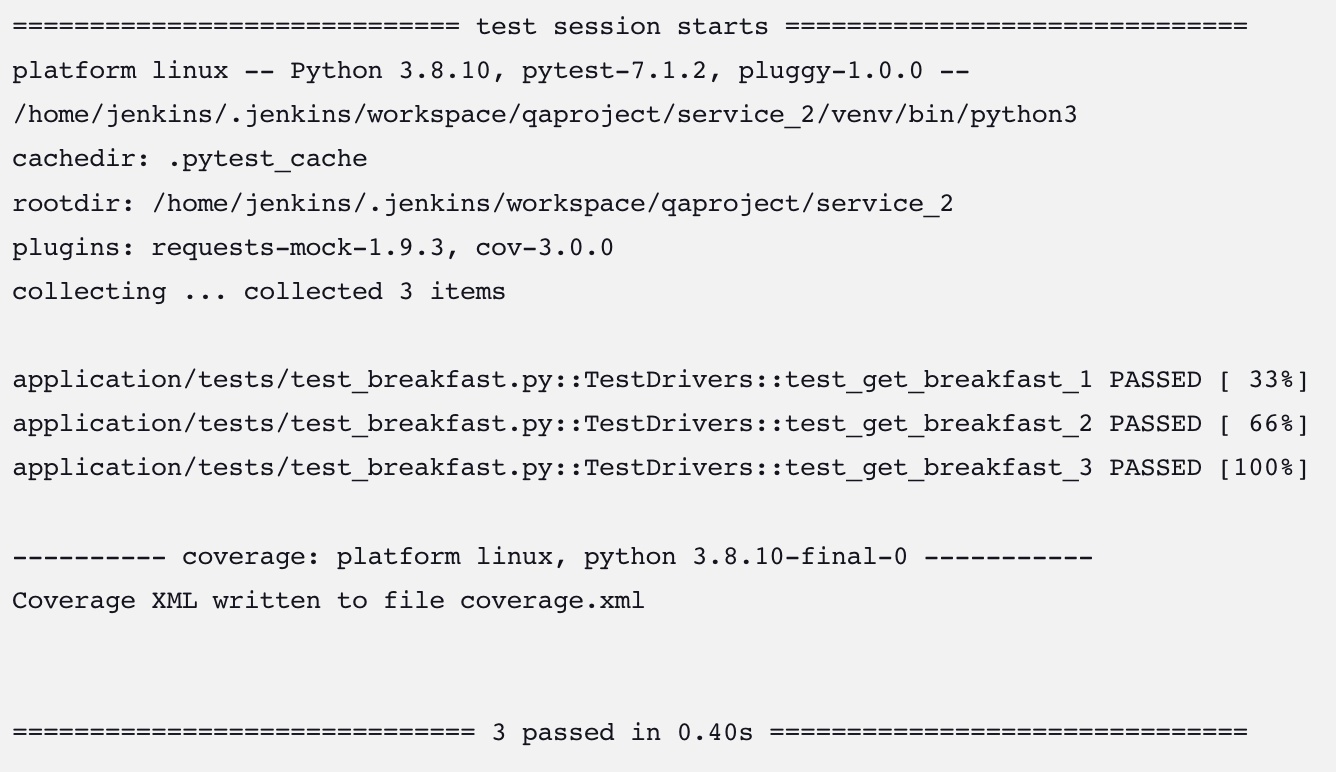 ============================= test session starts ==============================
platform linux -- Python 3.8.10, pytest-7.1.2, pluggy-1.0.0 --
/home/jenkins/.jenkins/workspace/qaproject/service_2/venv/bin/python3
cachedir: .pytest_cache
rootdir: /home/jenkins/.jenkins/workspace/qaproject/service_2
plugins: requests-mock-1.9.3, cov-3.0.0
collecting ... collected 3 items
application/tests/test_breakfast.py::TestDrivers::test_get_breakfast_1 PASSED [ 33%]
application/tests/test_breakfast.py::TestDrivers::test_get_breakfast_2 PASSED [ 66%]
application/tests/test_breakfast.py::TestDrivers::test_get_breakfast_3 PASSED [100%]
---------- coverage: platform linux, python 3.8.10-final-0 -----------
Coverage XML written to file coverage.xml
============================== 3 passed in 0.40s ===============================